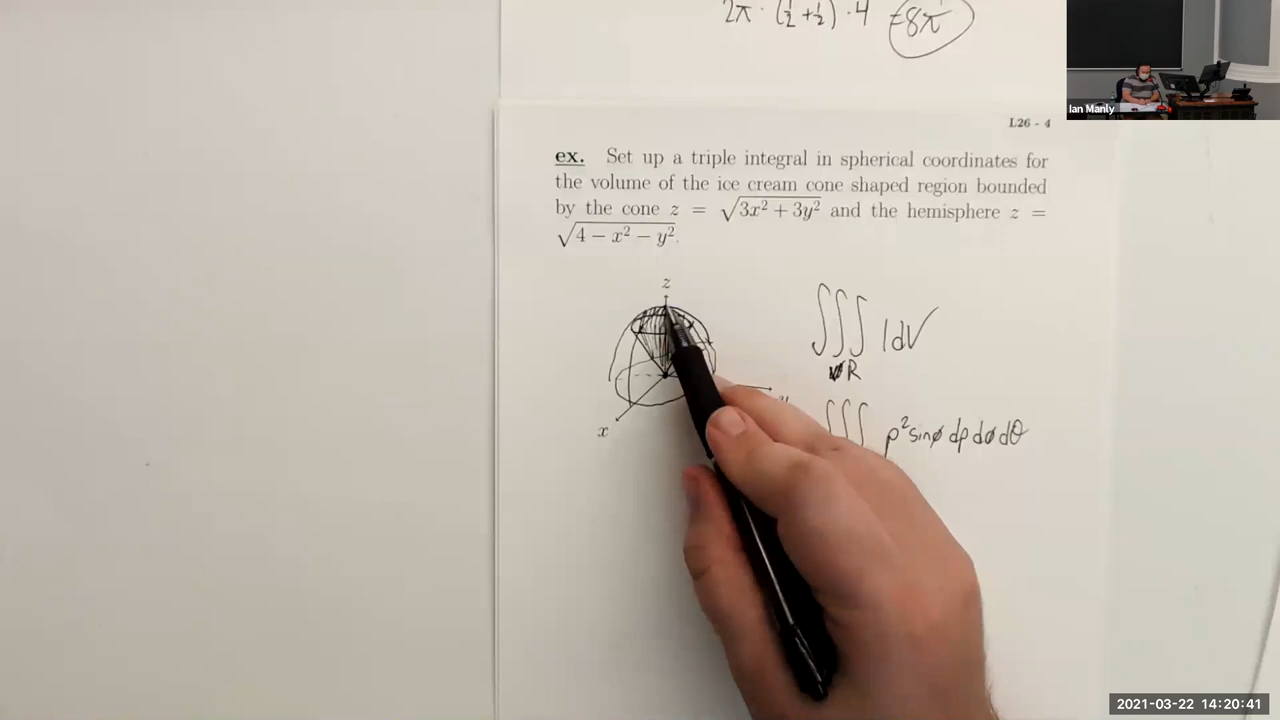 2π · (1/2 + 1/2) · 4 = 8π
Ian Manly
L26 - 4
ex. Set up a triple integral in spherical coordinates for
the volume of the ice cream cone shaped region bounded
by the cone z = √(3x² + 3y²) and the hemisphere z =
√(4 − x² − y²).
z
∭ 1dV
R
x
∭ ρ² sinϕ dρ dϕ dθ
2021-03-22 14:20:41